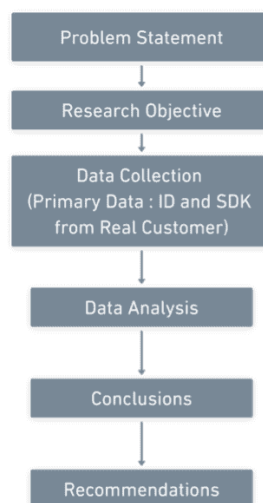 Problem Statement
Research Objective
Data Collection
(Primary Data : ID and SDK
from Real Customer)
Data Analysis
Conclusions
Recommendations